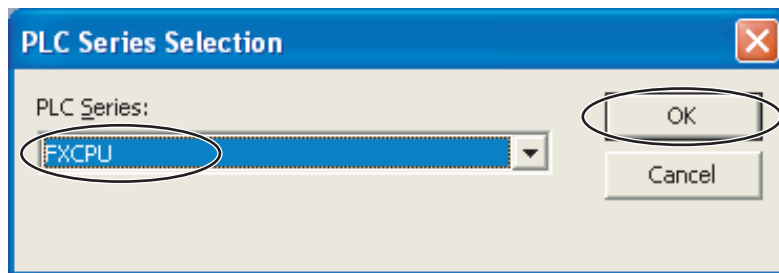 PLC Series Selection
PLC Series:
FXCPU
OK
Cancel